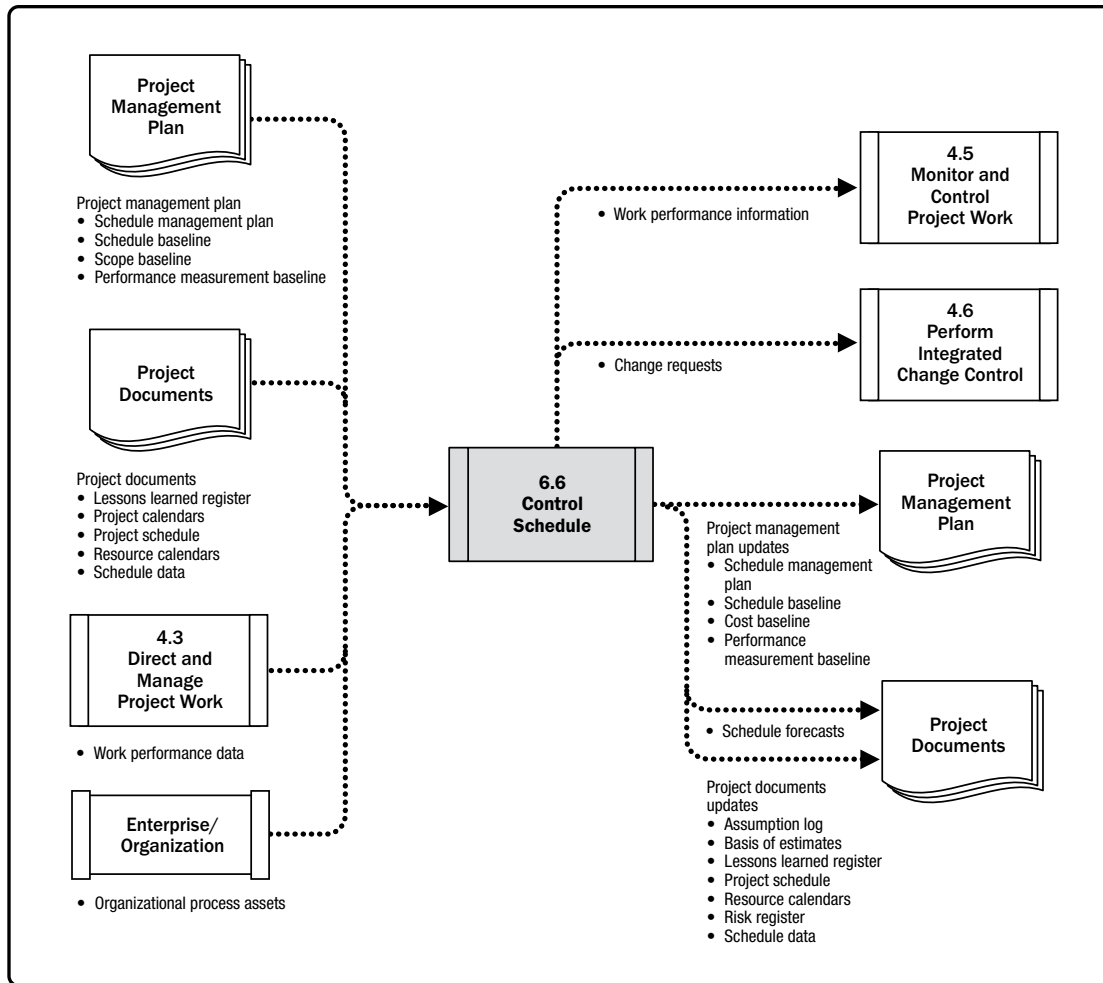 Project
Management
Plan
Project management plan
• Schedule management plan
• Schedule baseline
• Scope baseline
• Performance measurement baseline
Project
Documents
Project documents
• Lessons learned register
• Project calendars
• Project schedule
• Resource calendars
• Schedule data
4.3
Direct and
Manage
Project Work
• Work performance data
Enterprise/
Organization
• Organizational process assets
6.6
Control
Schedule
• Work performance information
4.5
Monitor and
Control
Project Work
• Change requests
4.6
Perform
Integrated
Change Control
Project management
plan updates
• Schedule management
plan
• Schedule baseline
• Cost baseline
• Performance
measurement baseline
Project
Management
Plan
• Schedule forecasts
Project
Documents
Project documents
updates
• Assumption log
• Basis of estimates
• Lessons learned register
• Project schedule
• Resource calendars
• Risk register
• Schedule data